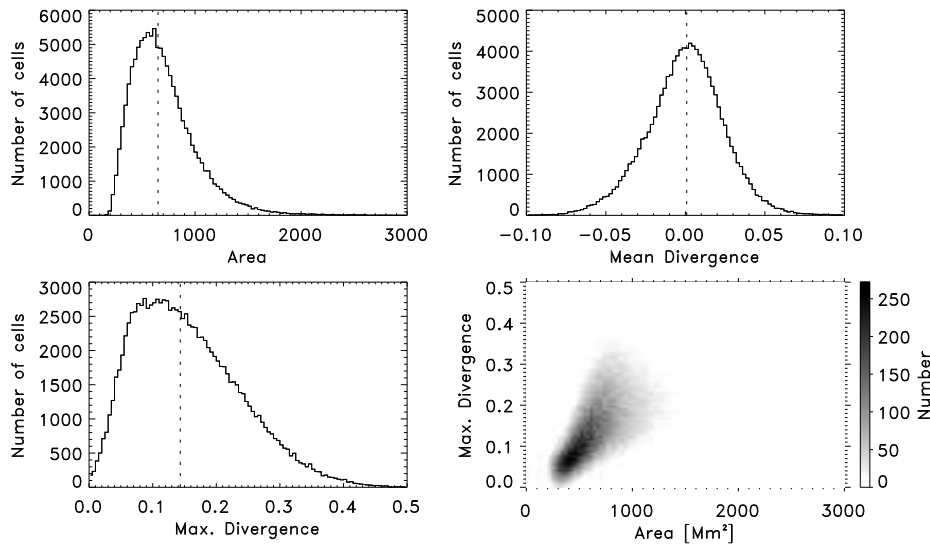 6000
5000
4000
3000
2000
1000
0
Number of cells
0 1000 2000 3000
Area
5000
4000
3000
2000
1000
0
Number of cells
−0.10 −0.05 0.00 0.05 0.10
Mean Divergence
3000
2500
2000
1500
1000
500
0
Number of cells
0.0 0.1 0.2 0.3 0.4 0.5
Max. Divergence
0.5
0.4
0.3
0.2
0.1
0.0
Max. Divergence
0 1000 2000 3000
Area [Mm²]
250
200
150
100
50
0
Number